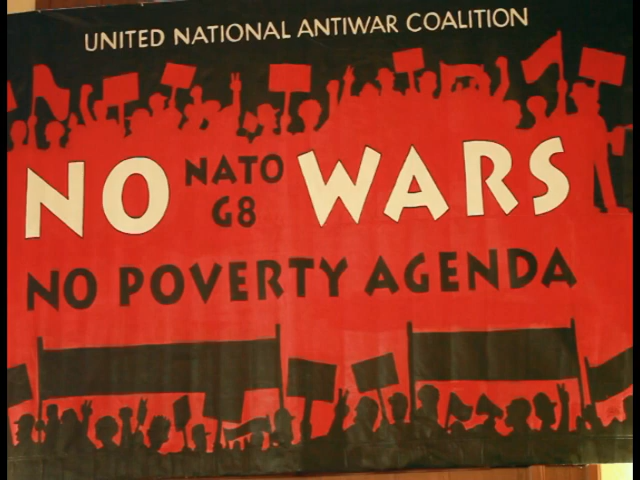 UNITED NATIONAL ANTIWAR COALITION
NO NATO G8 WARS
NO POVERTY AGENDA